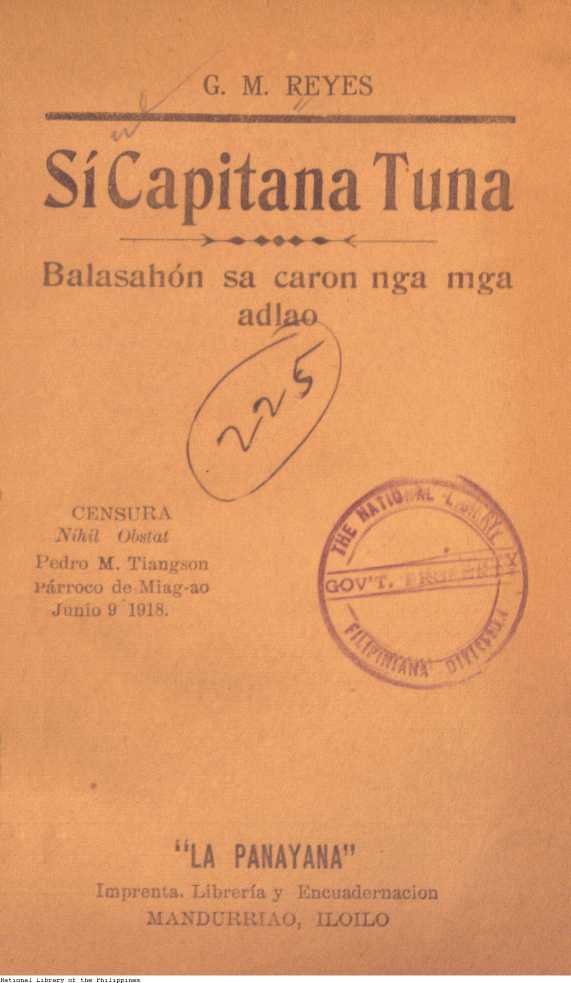 G. M. REYES
Sí Capitana Tuna
Balasahón sa caron nga mga
adlao
225
CENSURA
Nihil Obstat
Pedro M. Tiangson
Párroco de Miag-ao
Junio 9 1918.
THE NATIONAL LIBRARY
GOV'T. PROPERTY
FILIPINIANA DIVISION
"LA PANAYANA"
Imprenta. Librería y Encuadernacion
MANDURRIAO, ILOILO
National Library of the Philippines